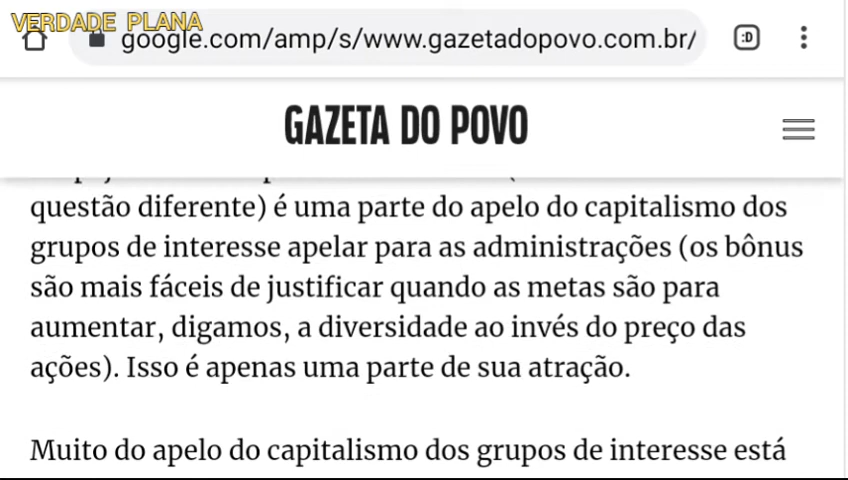 VERDADE PLANA
google.com/amp/s/www.gazetadopovo.com.br/
:D
GAZETA DO POVO
questão diferente) é uma parte do apelo do capitalismo dos
grupos de interesse apelar para as administrações (os bônus
são mais fáceis de justificar quando as metas são para
aumentar, digamos, a diversidade ao invés do preço das
ações). Isso é apenas uma parte de sua atração.
Muito do apelo do capitalismo dos grupos de interesse está